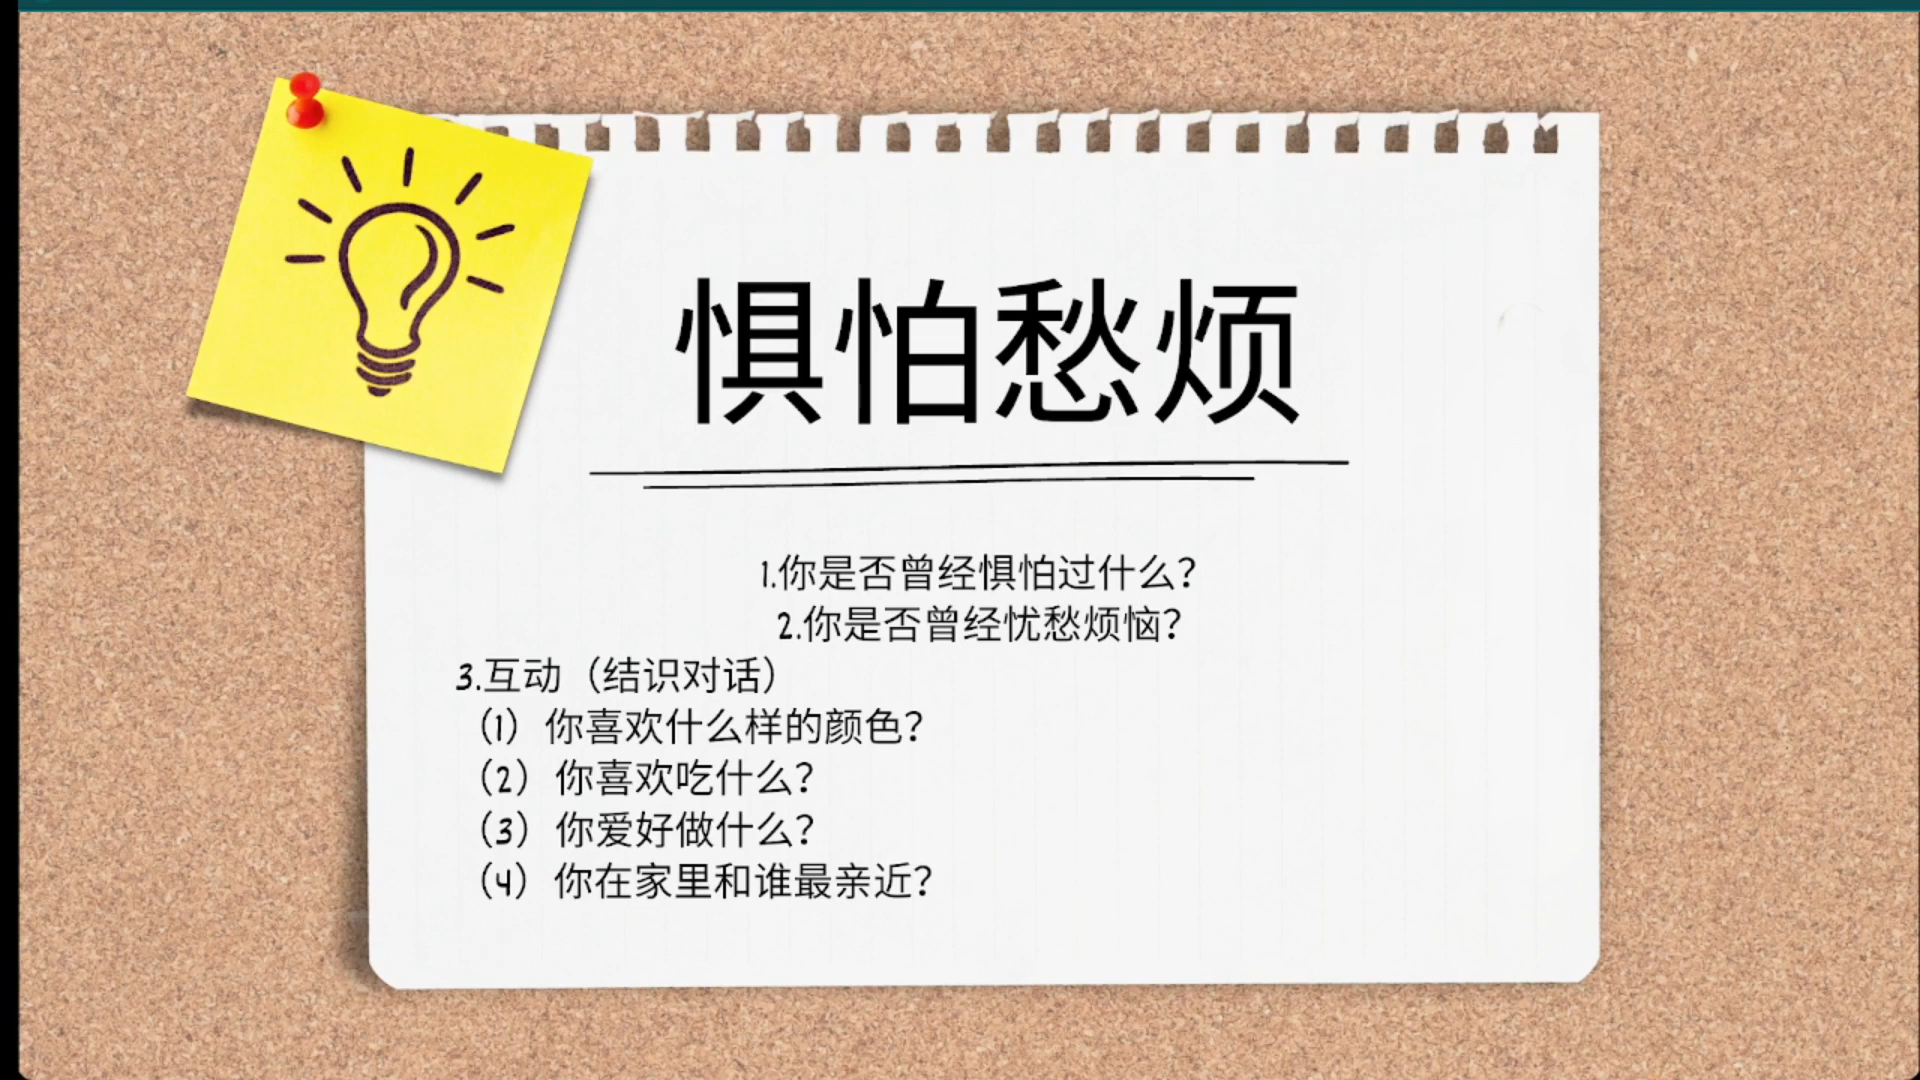 惧怕愁烦
1.你是否曾经惧怕过什么？
2.你是否曾经忧愁烦恼？
3.互动（结识对话）
（1）你喜欢什么样的颜色？
（2）你喜欢吃什么？
（3）你爱好做什么？
（4）你在家里和谁最亲近？